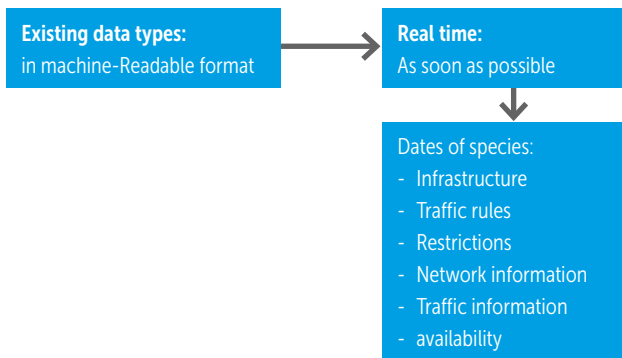 Existing data types:
in machine-Readable format
Real time:
As soon as possible
Dates of species:
- Infrastructure
- Traffic rules
- Restrictions
- Network information
- Traffic information
- availability